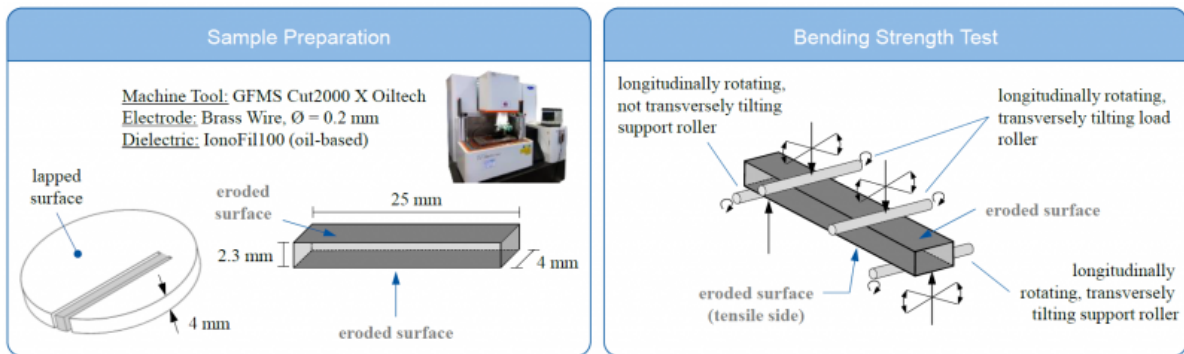 Sample Preparation
Machine Tool: GFMS Cut2000 X Oiltech
Electrode: Brass Wire, Ø = 0.2 mm
Dielectric: IonoFil100 (oil-based)
lapped
surface
eroded
surface
25 mm
2.3 mm
4 mm
4 mm
eroded surface
Bending Strength Test
longitudinally rotating,
not transversely tilting
support roller
longitudinally rotating,
transversely tilting load
roller
eroded surface
eroded surface
(tensile side)
longitudinally
rotating, transversely
tilting support roller